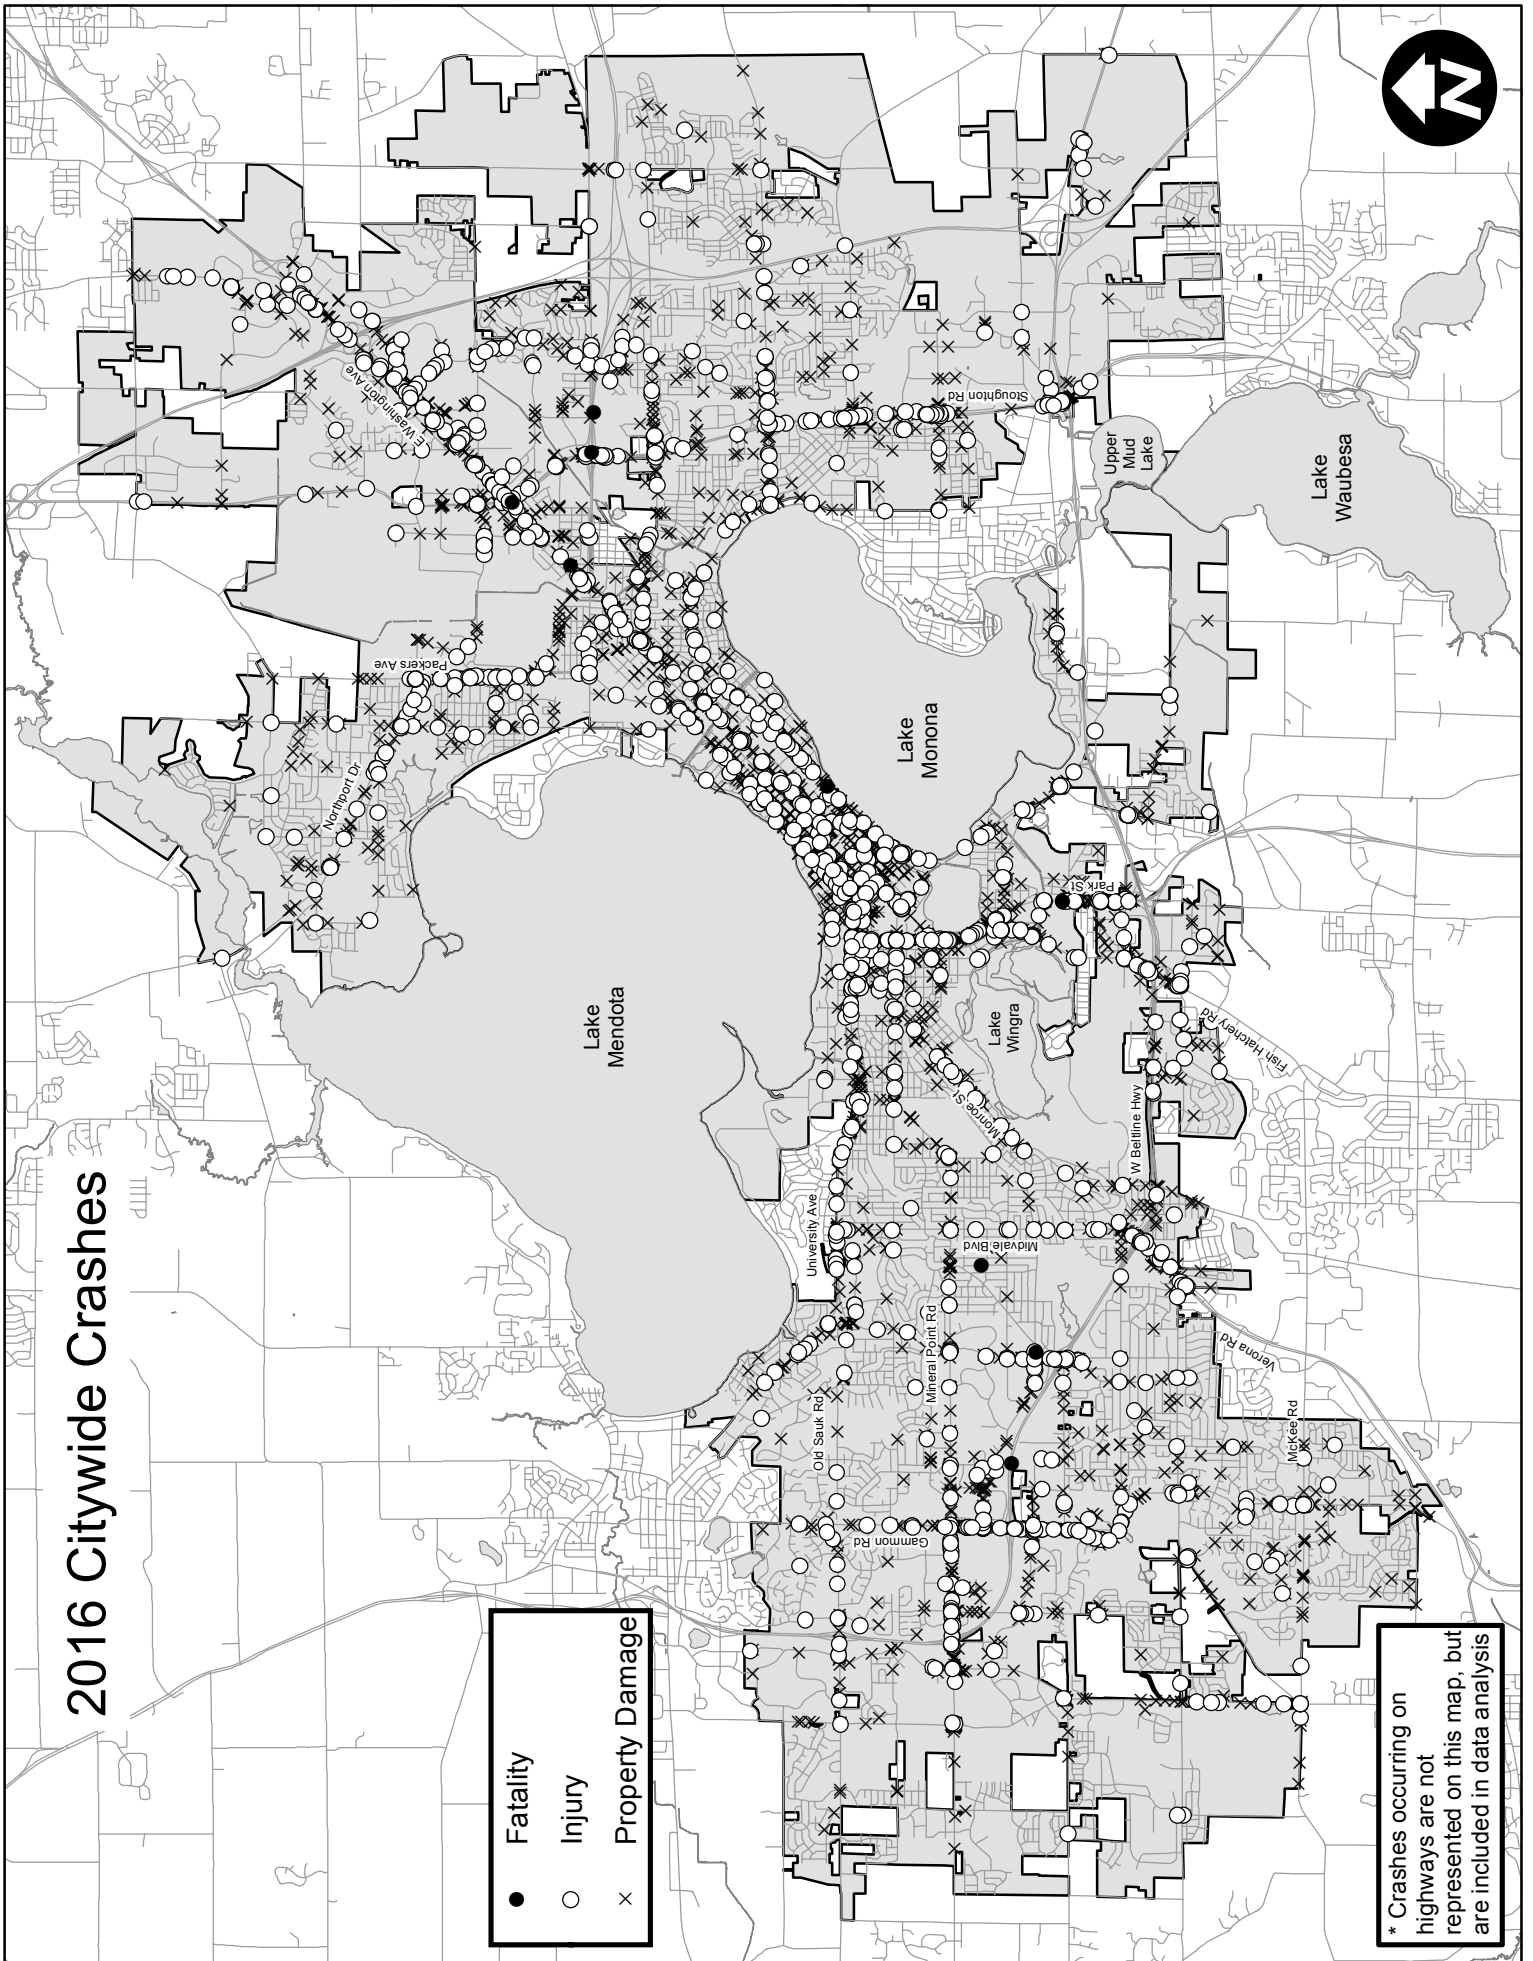 2016 Citywide Crashes
Fatality
Injury
Property Damage
* Crashes occurring on
highways are not
represented on this map, but
are included in data analysis
N
Northport Dr
Packers Ave
E Washington Ave
Stoughton Rd
Lake
Mendota
Lake
Monona
Lake
Wingra
Upper
Mud
Lake
Lake
Waubesa
University Ave
Old Sauk Rd
Mineral Point Rd
Gammon Rd
Midvale Blvd
Monroe St
Park St
W Beltline Hwy
Fish Hatchery Rd
Verona Rd
McKee Rd